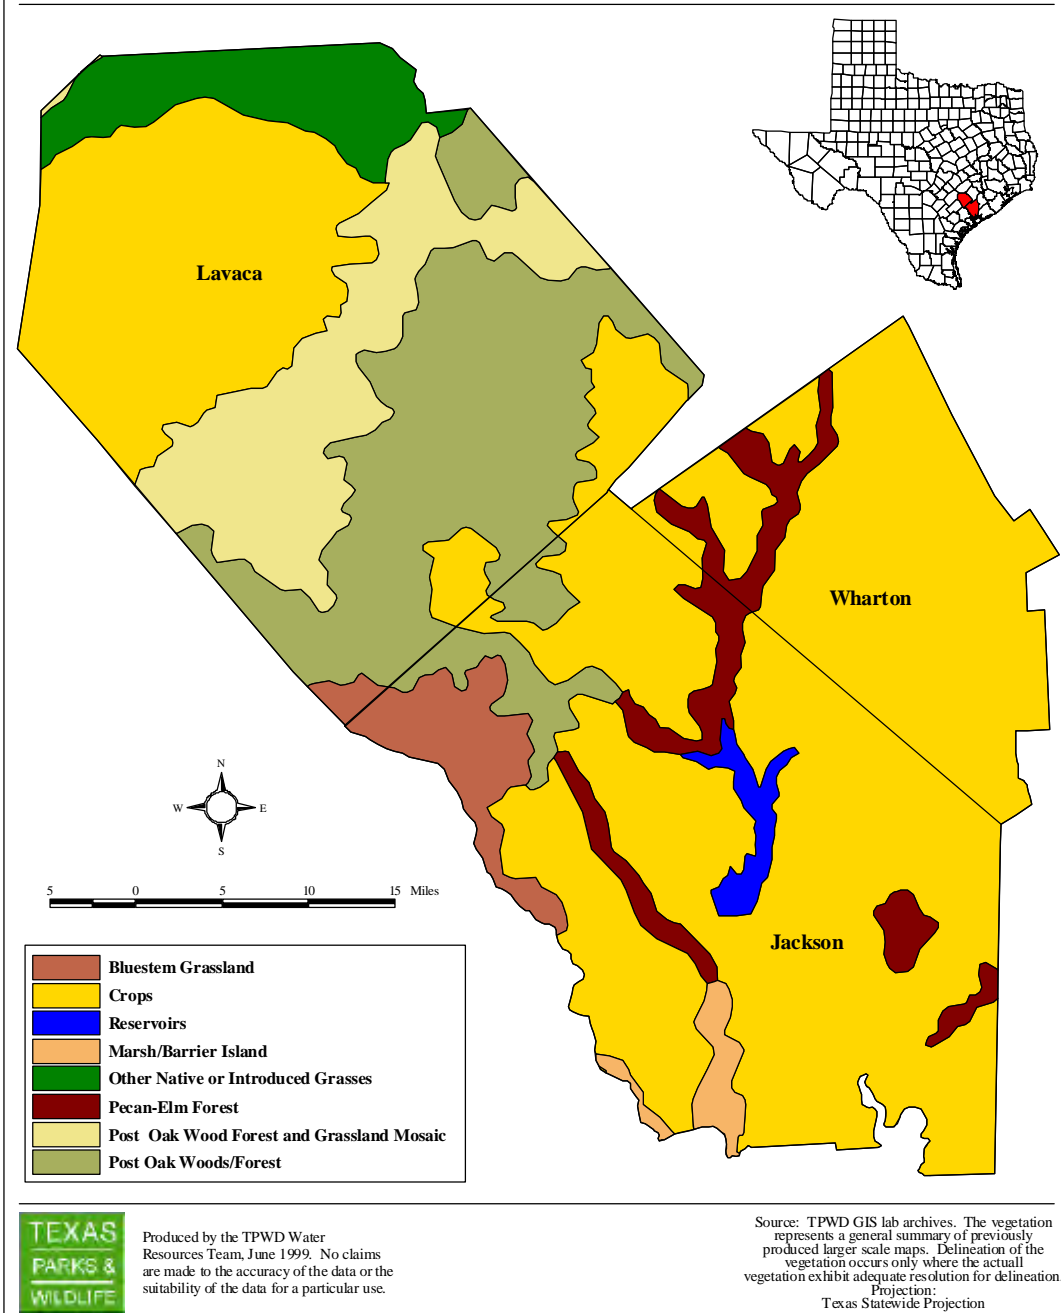 Lavaca
Wharton
Jackson
N
W E
S
5 0 5 10 15 Miles
Bluestem Grassland
Crops
Reservoirs
Marsh/Barrier Island
Other Native or Introduced Grasses
Pecan-Elm Forest
Post Oak Wood Forest and Grassland Mosaic
Post Oak Woods/Forest
TEXAS
PARKS &
WILDLIFE
Produced by the TPWD Water
Resources Team, June 1999. No claims
are made to the accuracy of the data or the
suitability of the data for a particular use.
Source: TPWD GIS lab archives. The vegetation
represents a general summary of previously
produced larger scale maps. Delineation of the
vegetation occurs only where the actuall
vegetation exhibit adequate resolution for delineation
Projection:
Texas Statewide Projection